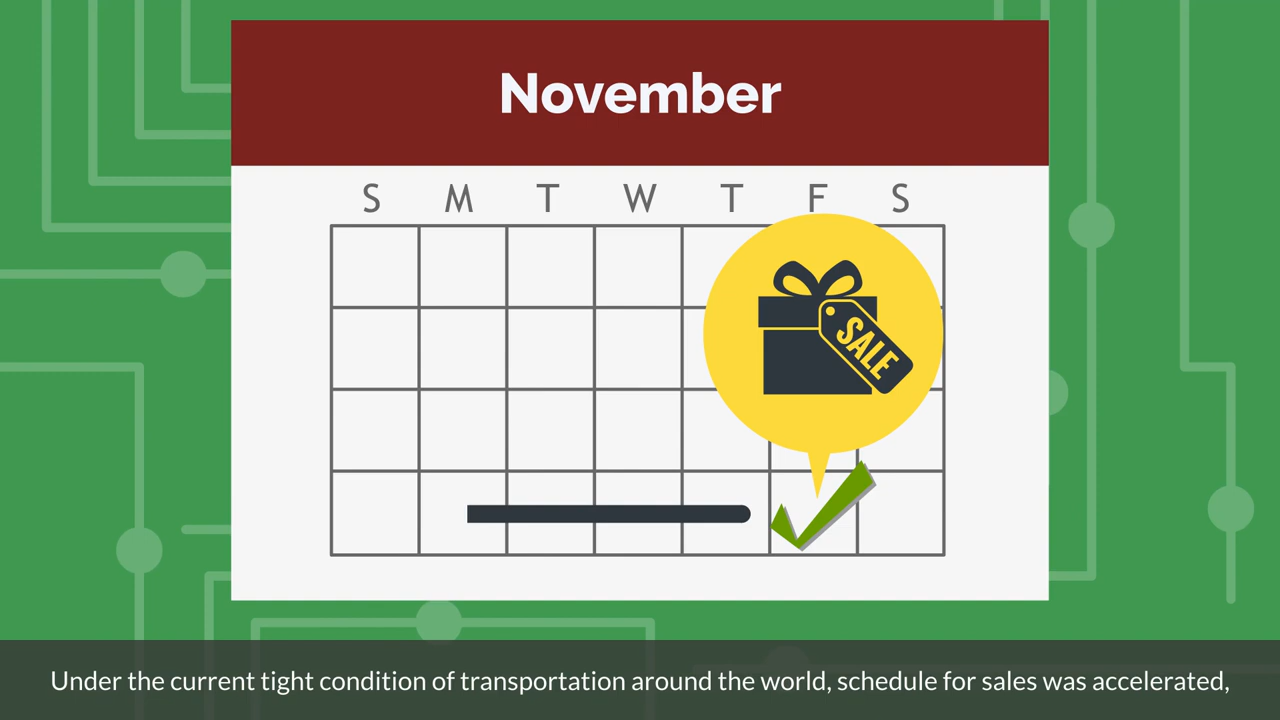 November
S M T W T F S
SALE
Under the current tight condition of transportation around the world, schedule for sales was accelerated,